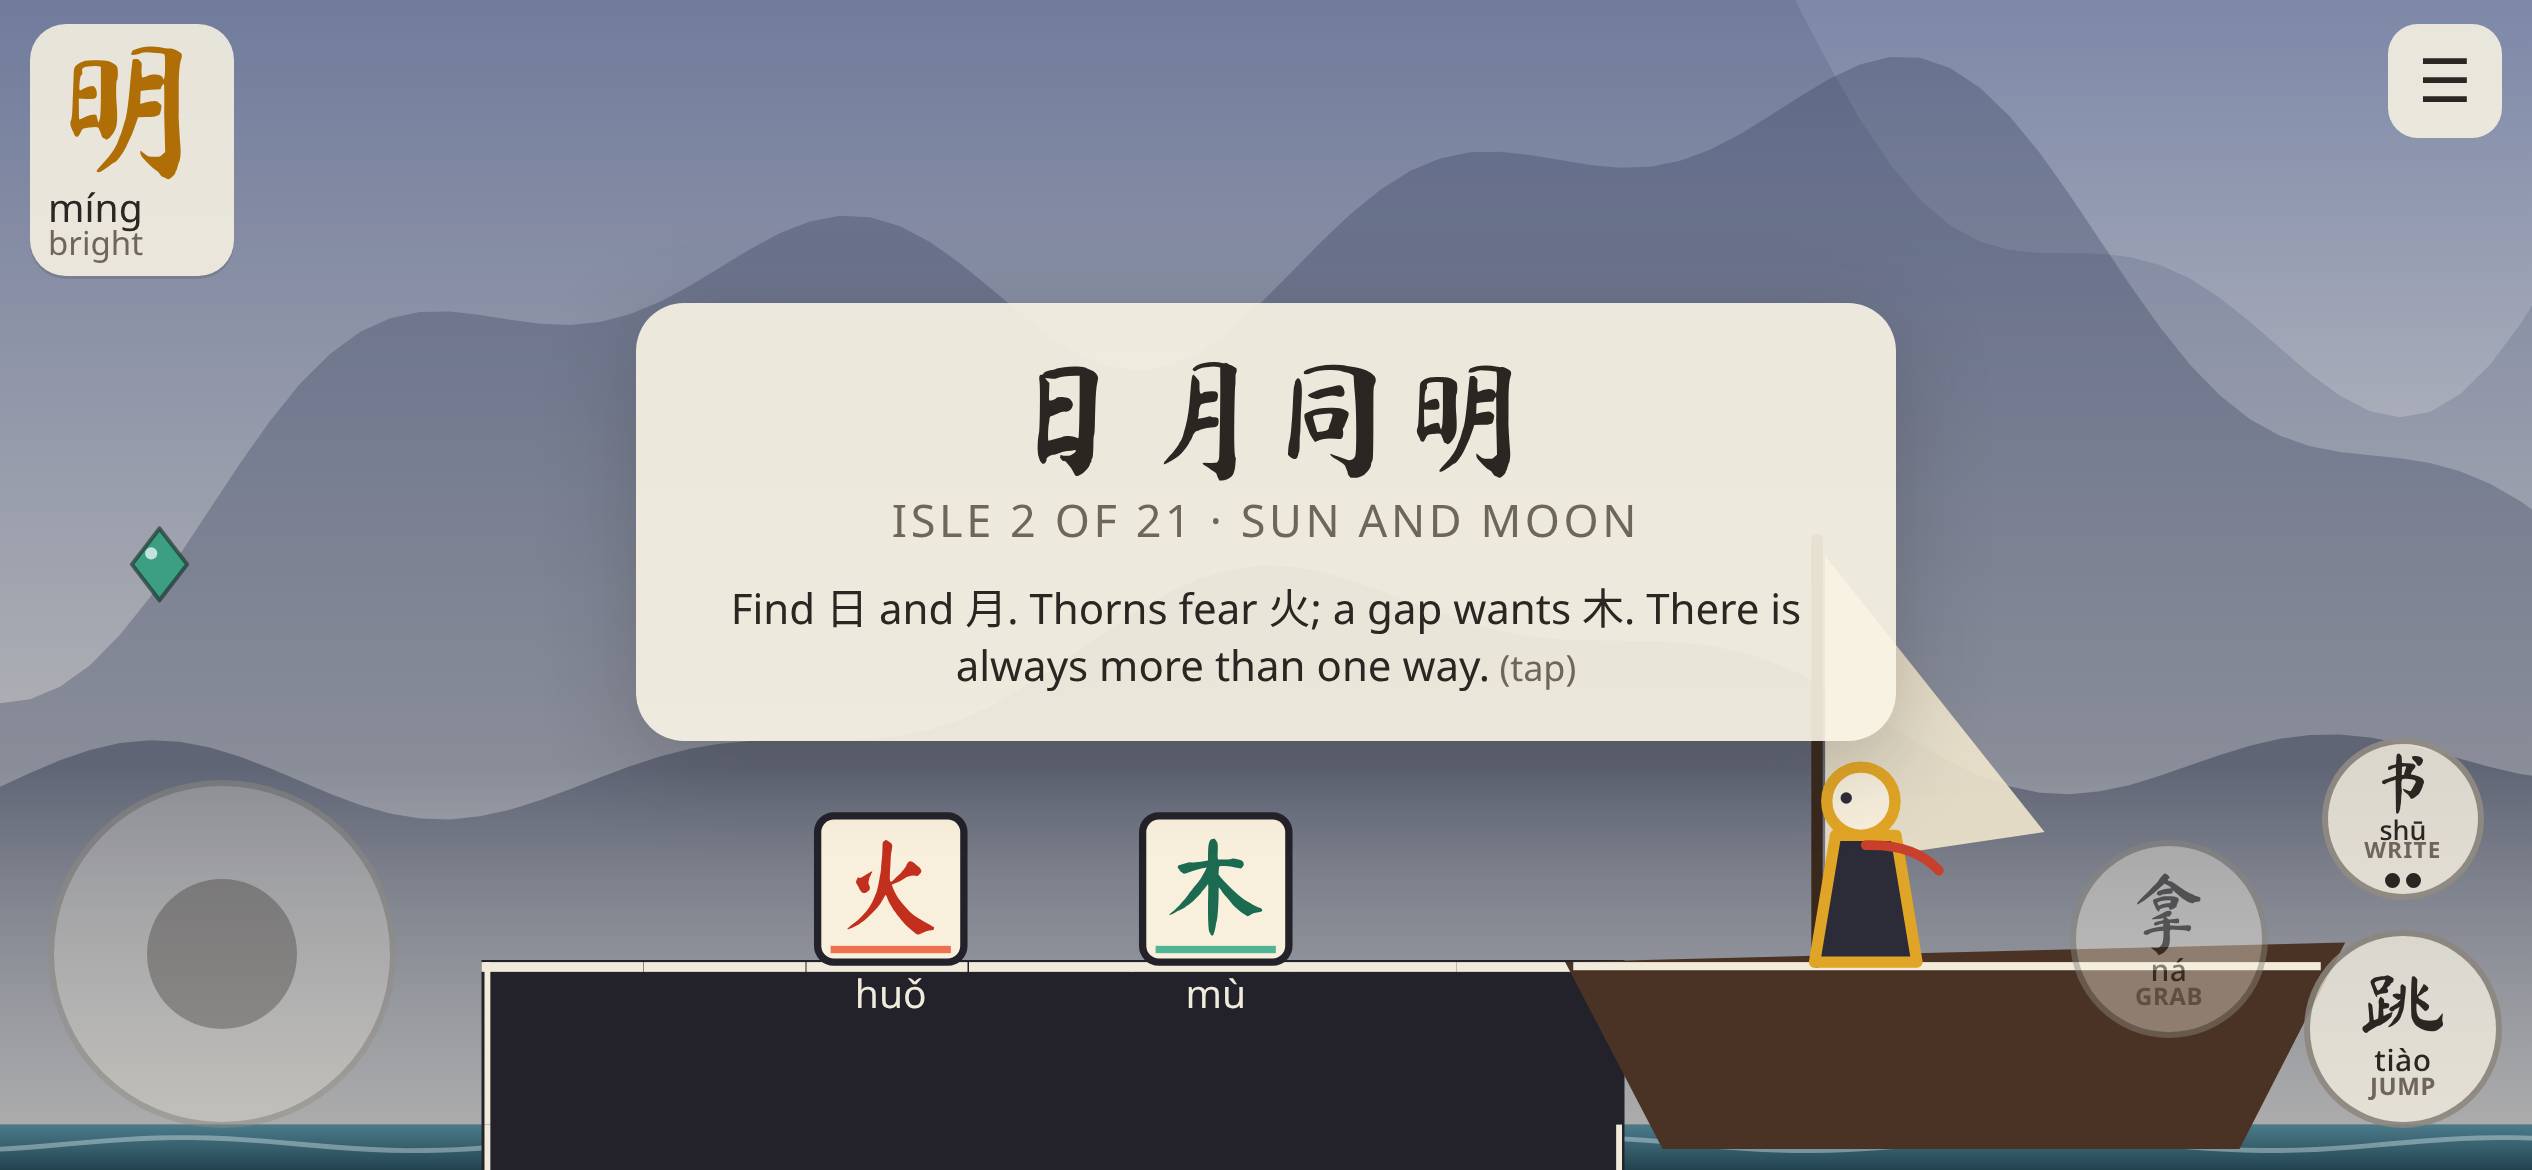 明
míng
bright
☰
日月同明
ISLE 2 OF 21 · SUN AND MOON
Find 日 and 月. Thorns fear 火; a gap wants 木. There is
always more than one way. (tap)
火
huǒ
木
mù
书
shū
WRITE
拿
ná
GRAB
跳
tiào
JUMP